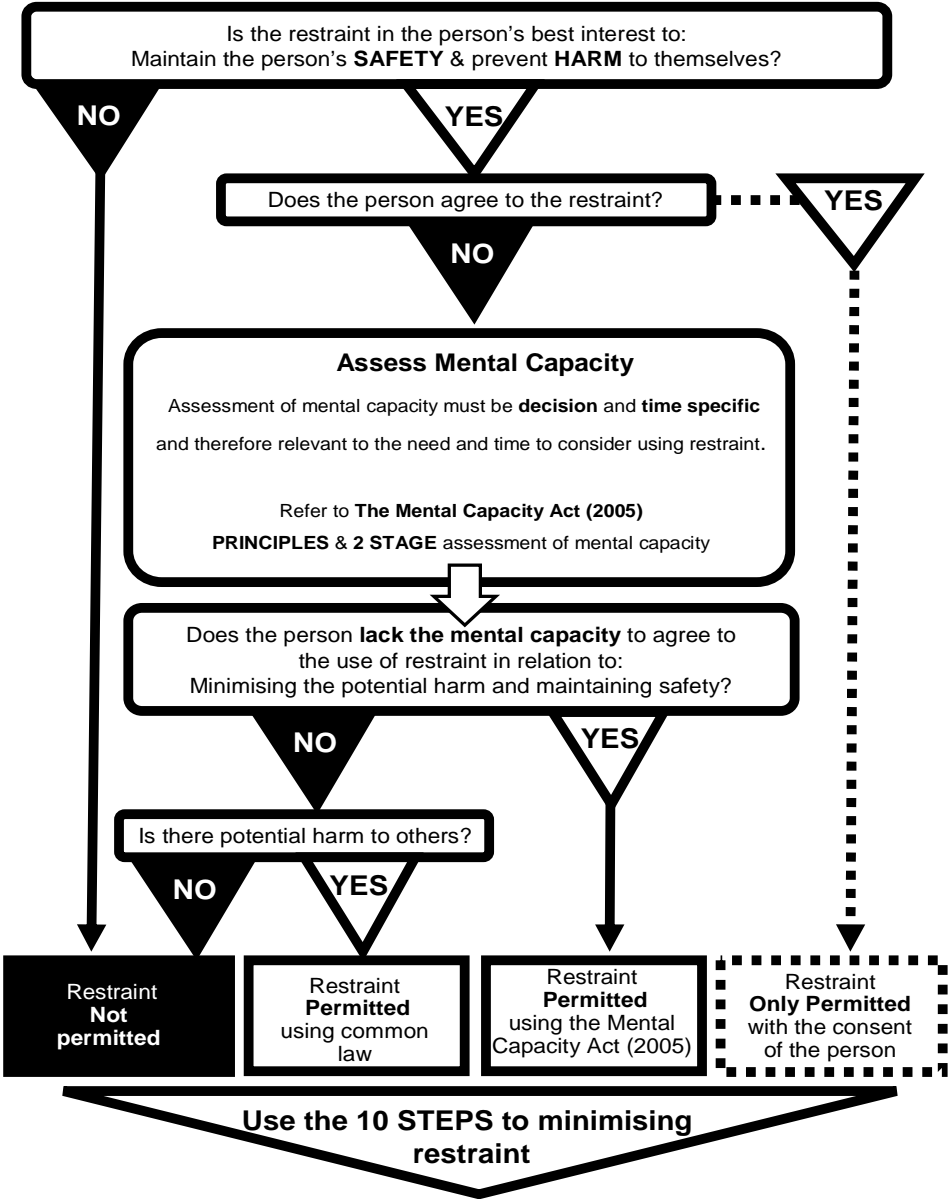 Is the restraint in the person’s best interest to:
Maintain the person’s SAFETY & prevent HARM to themselves?
NO
YES
Does the person agree to the restraint?
YES
NO
Assess Mental Capacity
Assessment of mental capacity must be decision and time specific
and therefore relevant to the need and time to consider using restraint.
Refer to The Mental Capacity Act (2005)
PRINCIPLES & 2 STAGE assessment of mental capacity
Does the person lack the mental capacity to agree to
the use of restraint in relation to:
Minimising the potential harm and maintaining safety?
NO
YES
Is there potential harm to others?
NO
YES
Restraint
Not
permitted
Restraint
Permitted
using common
law
Restraint
Permitted
using the Mental
Capacity Act (2005)
Restraint
Only Permitted
with the consent
of the person
Use the 10 STEPS to minimising
restraint